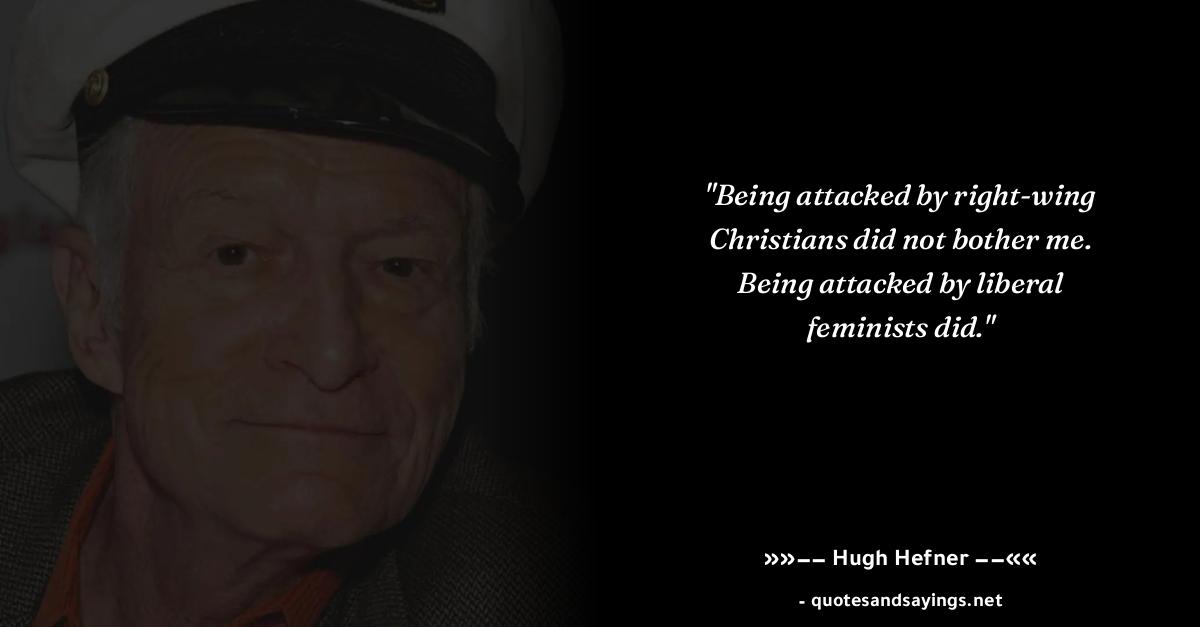 "Being attacked by right-wing
Christians did not bother me.
Being attacked by liberal
feminists did."
»»—— Hugh Hefner ——««
- quotesandsayings.net